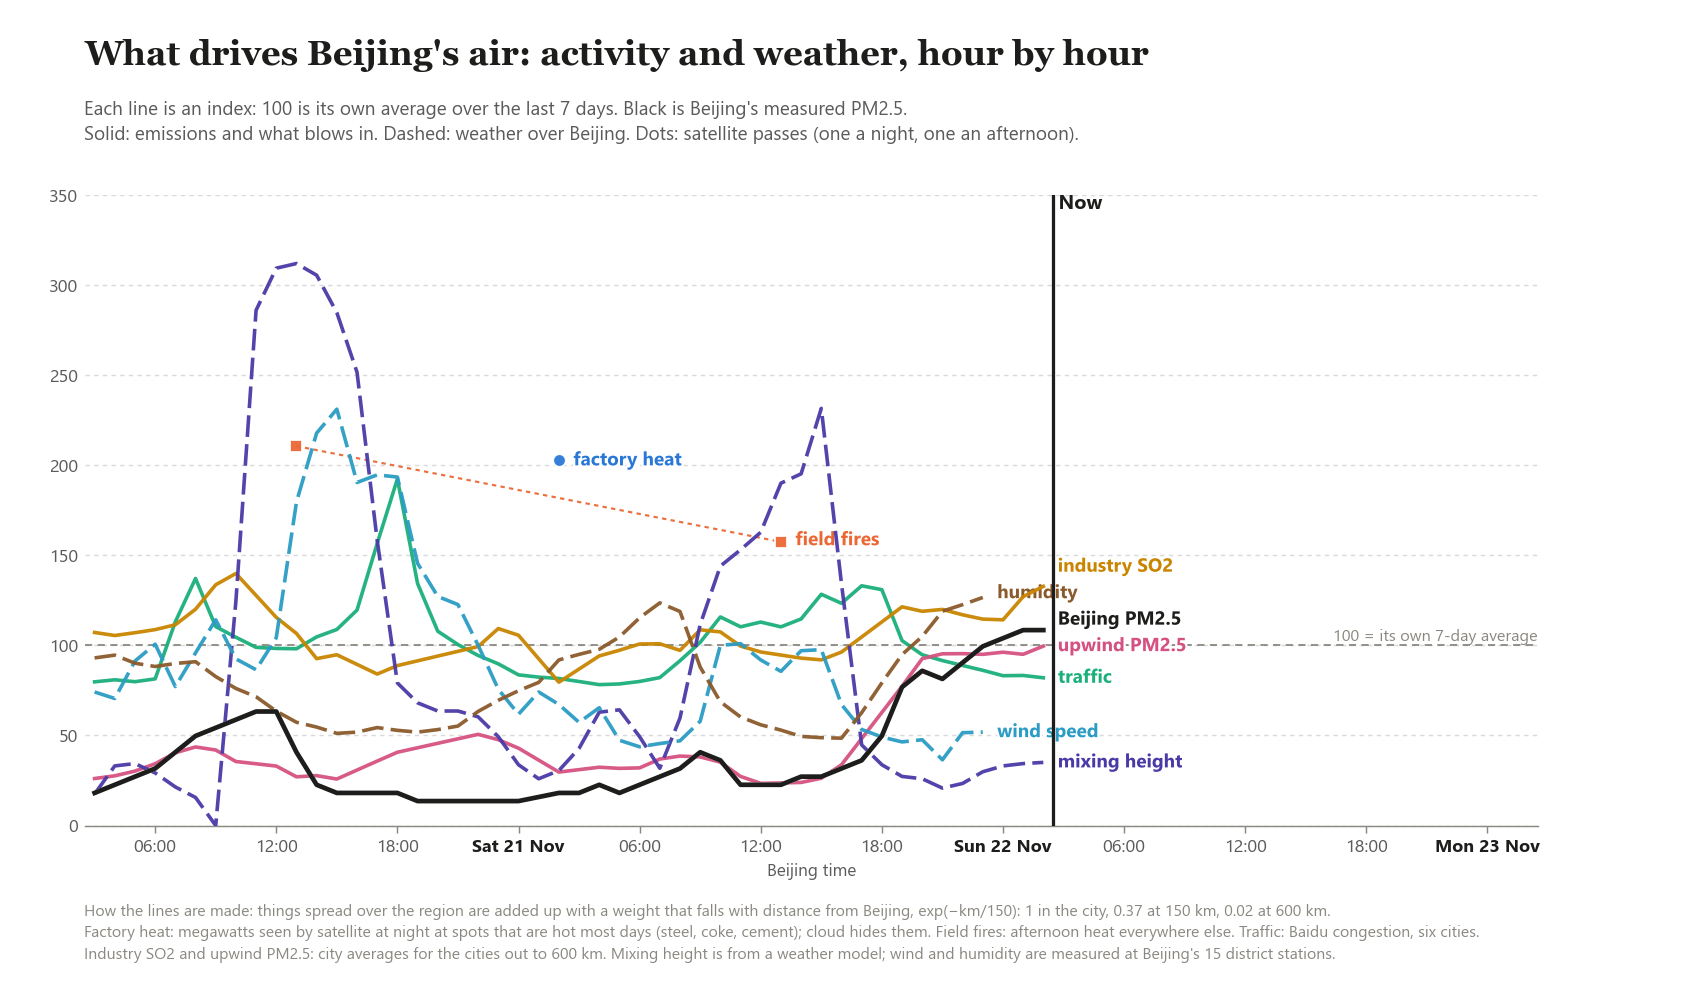 What drives Beijing's air: activity and weather, hour by hour
Each line is an index: 100 is its own average over the last 7 days. Black is Beijing's measured PM2.5.
Solid: emissions and what blows in. Dashed: weather over Beijing. Dots: satellite passes (one a night, one an afternoon).
350
Now
300
250
factory heat
200
field fires
150
industry SO2
humidity
Beijing PM2.5
100 = its own 7-day average
100
upwind PM2.5
traffic
wind speed
50
mixing height
0
06:00 12:00 18:00 Sat 21 Nov 06:00 12:00 18:00 Sun 22 Nov 06:00 12:00 18:00 Mon 23 Nov
Beijing time
How the lines are made: things spread over the region are added up with a weight that falls with distance from Beijing, exp(−km/150): 1 in the city, 0.37 at 150 km, 0.02 at 600 km.
Factory heat: megawatts seen by satellite at night at spots that are hot most days (steel, coke, cement); cloud hides them. Field fires: afternoon heat everywhere else. Traffic: Baidu congestion, six cities.
Industry SO2 and upwind PM2.5: city averages for the cities out to 600 km. Mixing height is from a weather model; wind and humidity are measured at Beijing's 15 district stations.